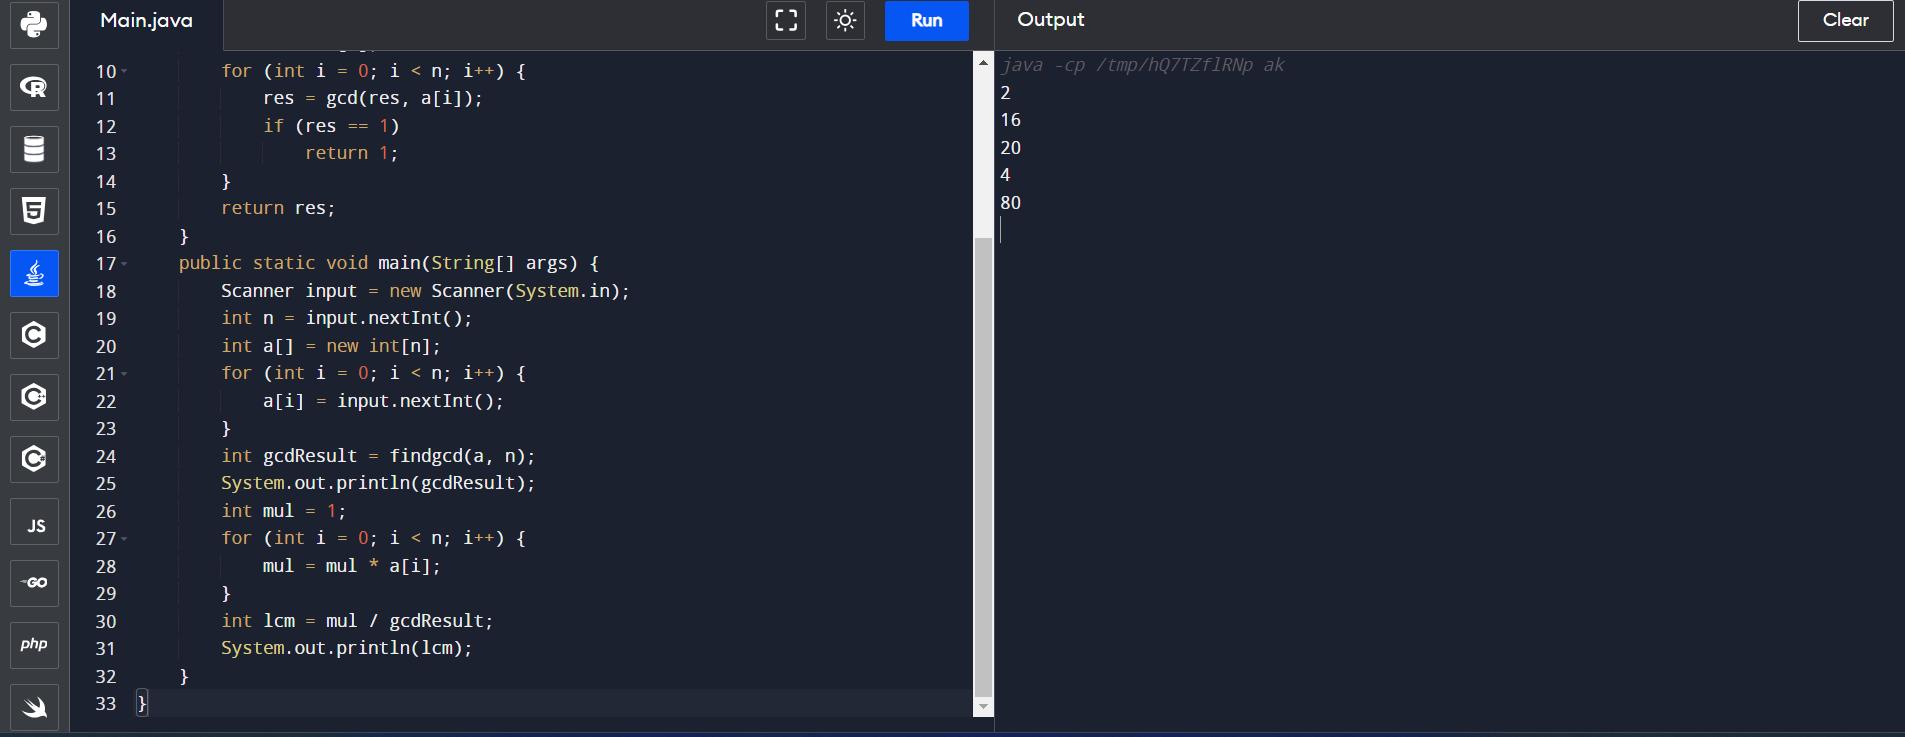 Main.java
Run
Output
Clear
10 for (int i = 0; i < n; i++) {
11 res = gcd(res, a[i]);
12 if (res == 1)
13 return 1;
14 }
15 return res;
16 }
17 public static void main(String[] args) {
18 Scanner input = new Scanner(System.in);
19 int n = input.nextInt();
20 int a[] = new int[n];
21 for (int i = 0; i < n; i++) {
22 a[i] = input.nextInt();
23 }
24 int gcdResult = findgcd(a, n);
25 System.out.println(gcdResult);
26 int mul = 1;
27 for (int i = 0; i < n; i++) {
28 mul = mul * a[i];
29 }
30 int lcm = mul / gcdResult;
31 System.out.println(lcm);
32 }
33 }
java -cp /tmp/hQ7TZflRNp ak
2
16
20
4
80
R
5
C
C++
C#
JS
GO
php